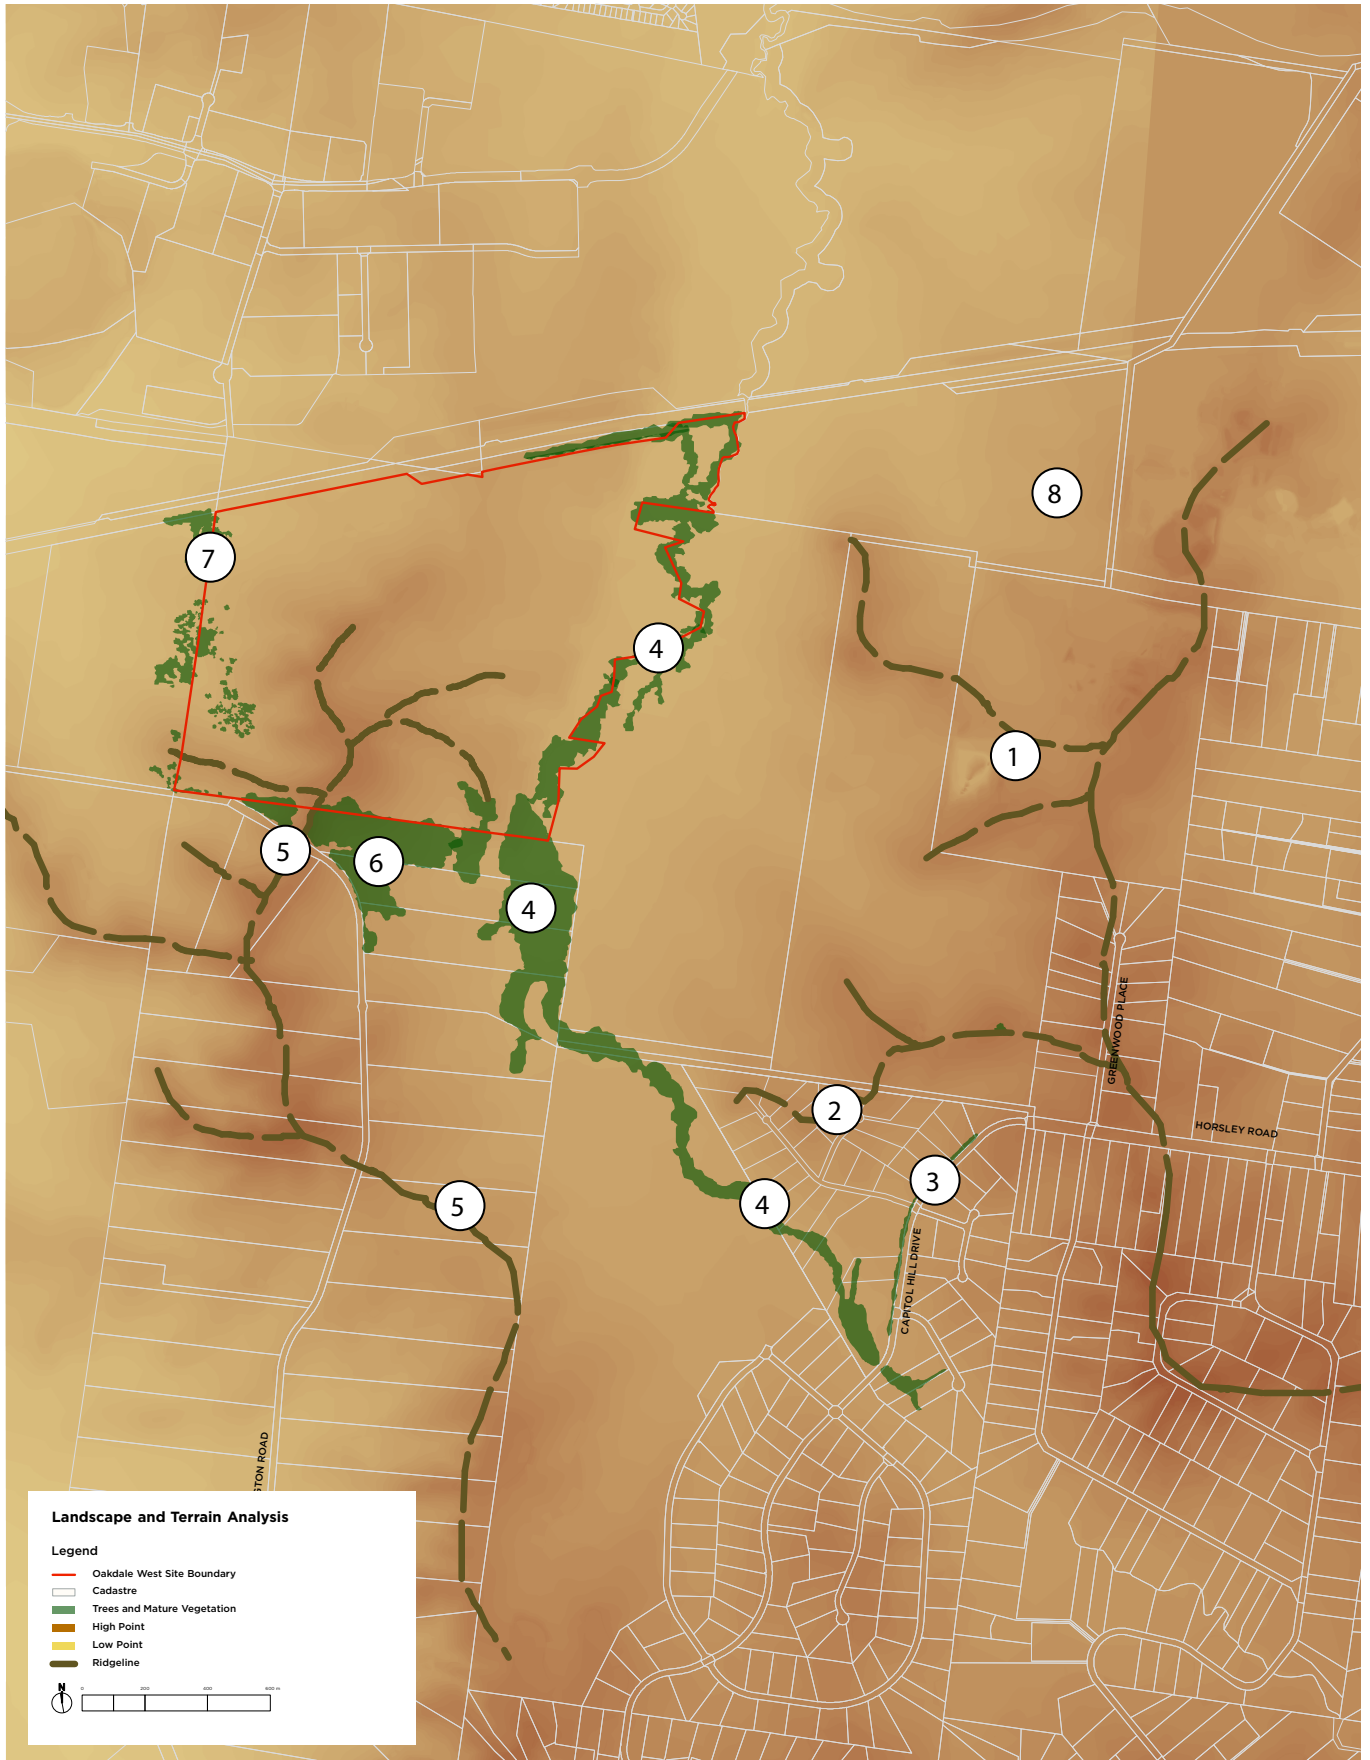 8
7
4
1
5
6
4
GREENWOOD PLACE
2
HORSLEY ROAD
3
5
4
CAPITOL HILL DRIVE
STON ROAD
Landscape and Terrain Analysis
Legend
Oakdale West Site Boundary
Cadastre
Trees and Mature Vegetation
High Point
Low Point
Ridgeline
N
0 200 400 600 m